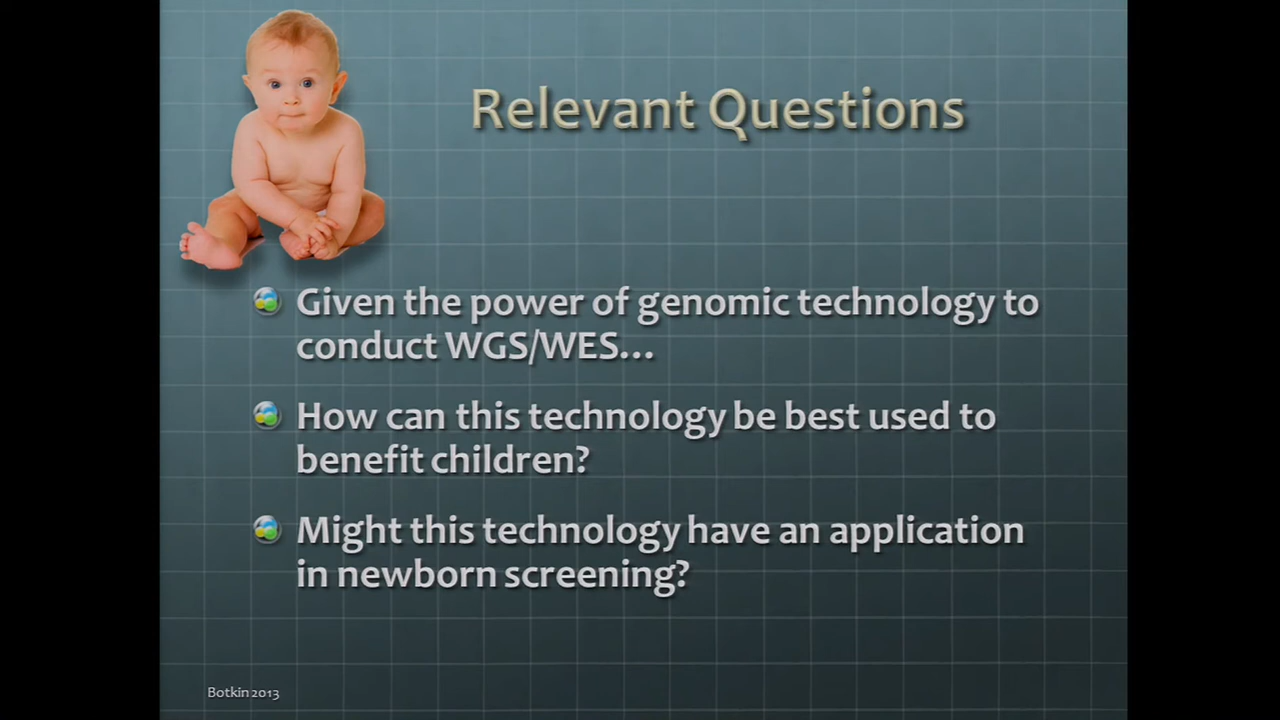 Relevant Questions
Given the power of genomic technology to
conduct WGS/WES...
How can this technology be best used to
benefit children?
Might this technology have an application
in newborn screening?
Botkin 2013